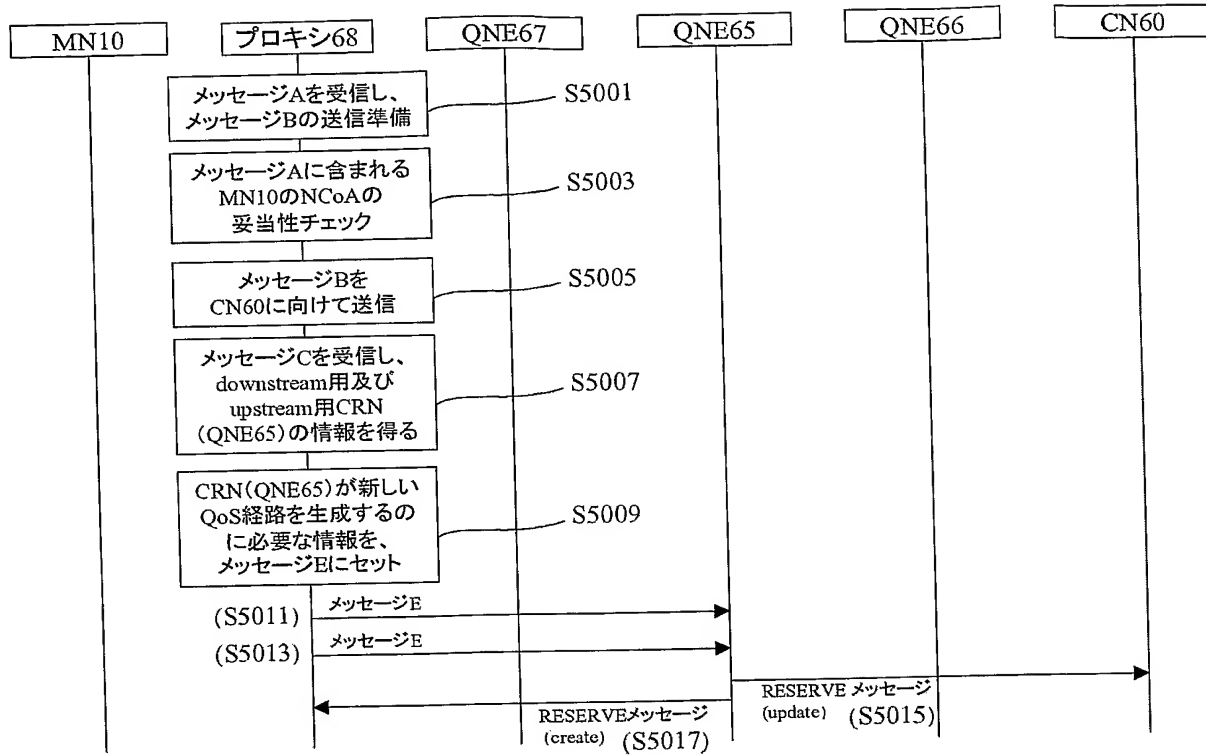 MN10
プロキシ68
QNE67
QNE65
QNE66
CN60
メッセージAを受信し、
メッセージBの送信準備
S5001
メッセージAに含まれる
MN10のNCoAの
妥当性チェック
S5003
メッセージBを
CN60に向けて送信
S5005
メッセージCを受信し、
downstream用及び
upstream用CRN
(QNE65)の情報を得る
S5007
CRN(QNE65)が新しい
QoS経路を生成するの
に必要な情報を、
メッセージEにセット
S5009
(S5011)
メッセージE
(S5013)
メッセージE
RESERVE メッセージ
(update) (S5015)
RESERVEメッセージ
(create) (S5017)